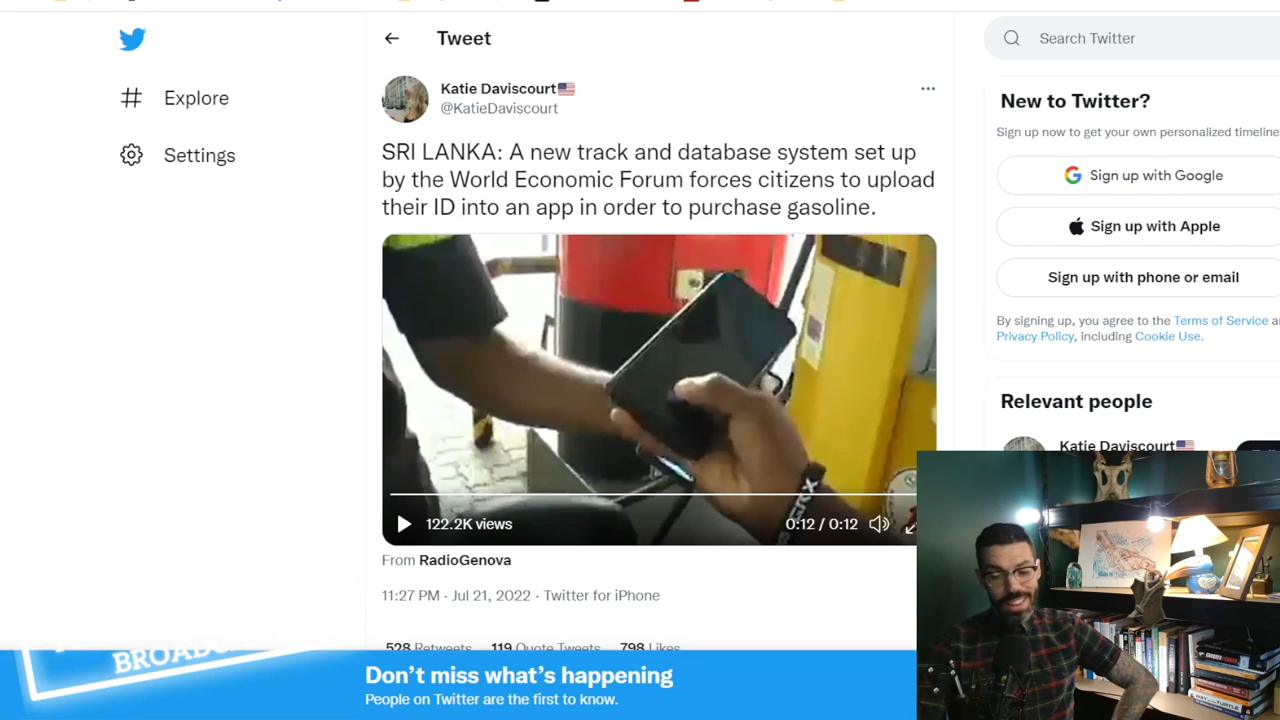 Tweet
Search Twitter
Explore
Settings
Katie Daviscourt
@KatieDaviscourt
SRI LANKA: A new track and database system set up
by the World Economic Forum forces citizens to upload
their ID into an app in order to purchase gasoline.
122.2K views
0:12 / 0:12
From RadioGenova
11:27 PM · Jul 21, 2022 · Twitter for iPhone
528 Retweets 119 Quote Tweets 798 Likes
New to Twitter?
Sign up now to get your own personalized timeline
Sign up with Google
Sign up with Apple
Sign up with phone or email
By signing up, you agree to the Terms of Service
Privacy Policy, including Cookie Use.
Relevant people
Katie Daviscourt
Don't miss what's happening
People on Twitter are the first to know.